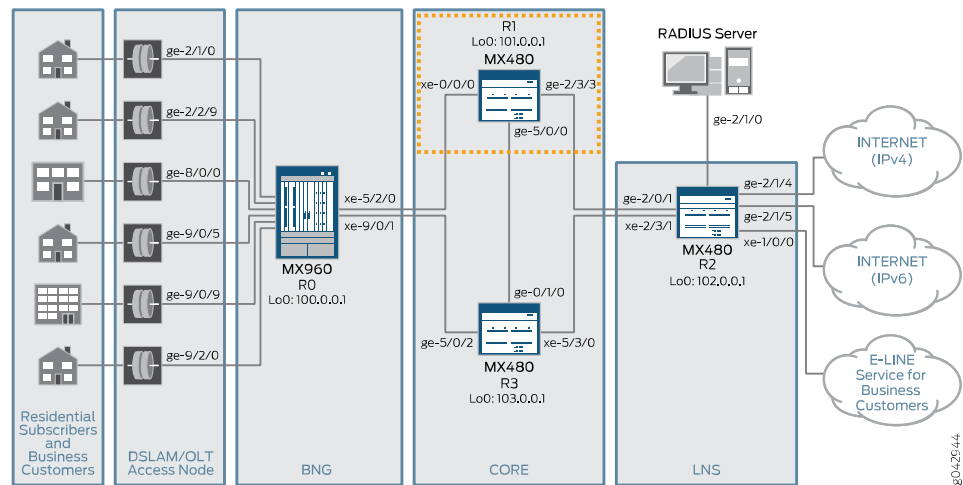 R1
Lo0: 101.0.0.1
MX480
xe-0/0/0
ge-2/3/3
ge-5/0/0
RADIUS Server
ge-2/1/0
ge-2/1/0
ge-2/2/9
ge-8/0/0
ge-9/0/5
ge-9/0/9
ge-9/2/0
xe-5/2/0
xe-9/0/1
MX960
R0
Lo0: 100.0.0.1
ge-0/1/0
ge-5/0/2
xe-5/3/0
MX480
R3
Lo0: 103.0.0.1
ge-2/0/1
xe-2/3/1
ge-2/1/4
ge-2/1/5
xe-1/0/0
MX480
R2
Lo0: 102.0.0.1
INTERNET
(IPv4)
INTERNET
(IPv6)
E-LINE
Service for
Business
Customers
Residential
Subscribers
and
Business
Customers
DSLAM/OLT
Access Node
BNG
CORE
LNS
g042944